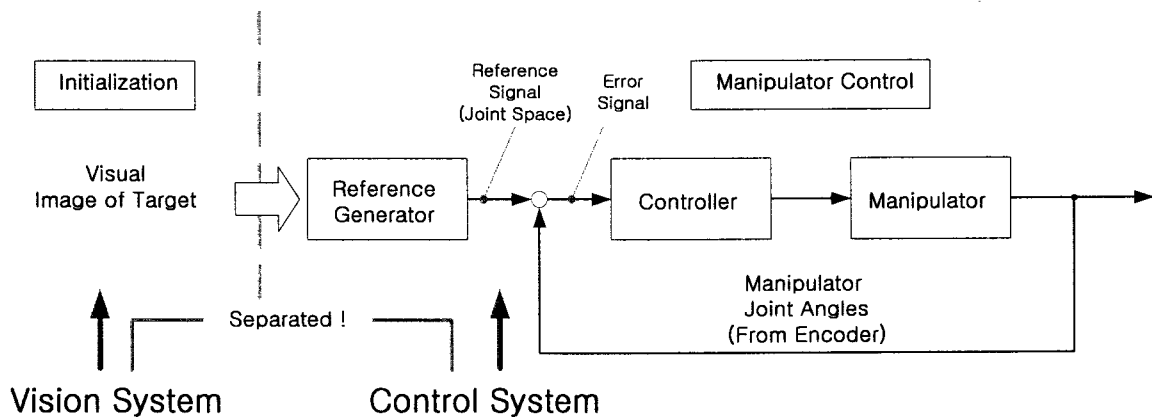 Initialization
Reference
Signal
(Joint Space)
Error
Signal
Manipulator Control
Visual
Image of Target
Reference
Generator
Controller
Manipulator
Manipulator
Joint Angles
(From Encoder)
Separated !
Vision System
Control System